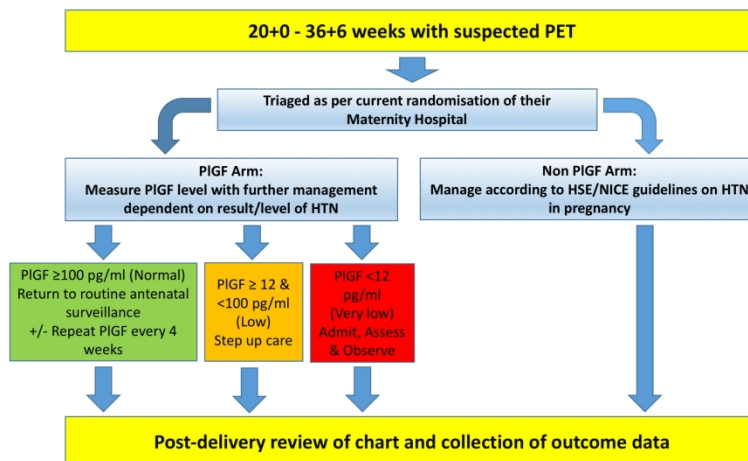 20+0 - 36+6 weeks with suspected PET
Triaged as per current randomisation of their
Maternity Hospital
PlGF Arm:
Measure PlGF level with further management
dependent on result/level of HTN
Non PlGF Arm:
Manage according to HSE/NICE guidelines on HTN
in pregnancy
PlGF ≥100 pg/ml (Normal)
Return to routine antenatal
surveillance
+/- Repeat PlGF every 4
weeks
PlGF ≥ 12 &
<100 pg/ml
(Low)
Step up care
PlGF <12
pg/ml
(Very low)
Admit, Assess
& Observe
Post-delivery review of chart and collection of outcome data